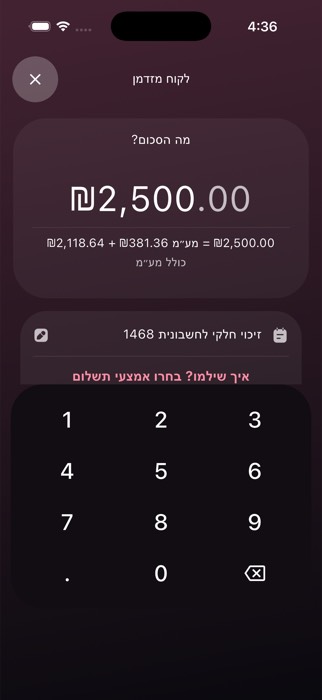 4:36
לקוח מזדמן
מה הסכום?
₪2,500.00
₪2,118.64 + ₪381.36 מע״מ = ₪2,500.00
כולל מע״מ
זיכוי חלקי לחשבונית 1468
איך שילמו? בחרו אמצעי תשלום
1 2 3
4 5 6
7 8 9
. 0